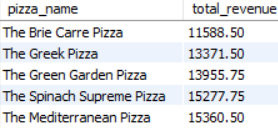 pizza_name total_revenue
The Brie Carre Pizza 11588.50
The Greek Pizza 13371.50
The Green Garden Pizza 13955.75
The Spinach Supreme Pizza 15277.75
The Mediterranean Pizza 15360.50